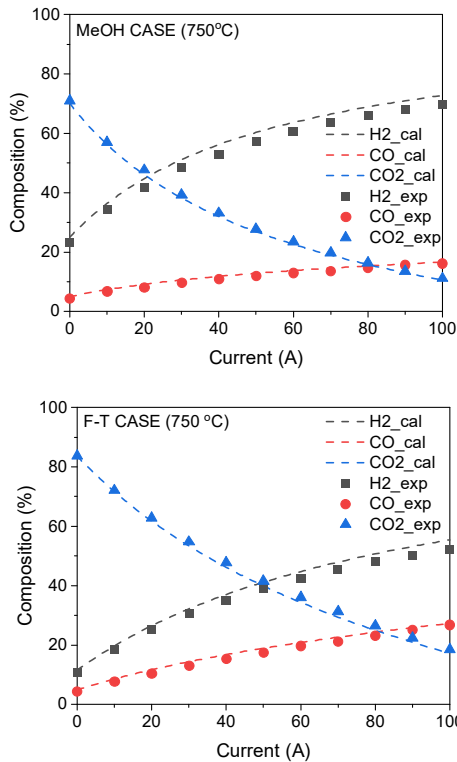 MeOH CASE (750°C)
100
80
60
40
20
0
Composition (%)
H2_cal
CO_cal
CO2_cal
H2_exp
CO_exp
CO2_exp
0 20 40 60 80 100
Current (A)
F-T CASE (750 °C)
100
80
60
40
20
0
Composition (%)
H2_cal
CO_cal
CO2_cal
H2_exp
CO_exp
CO2_exp
0 20 40 60 80 100
Current (A)